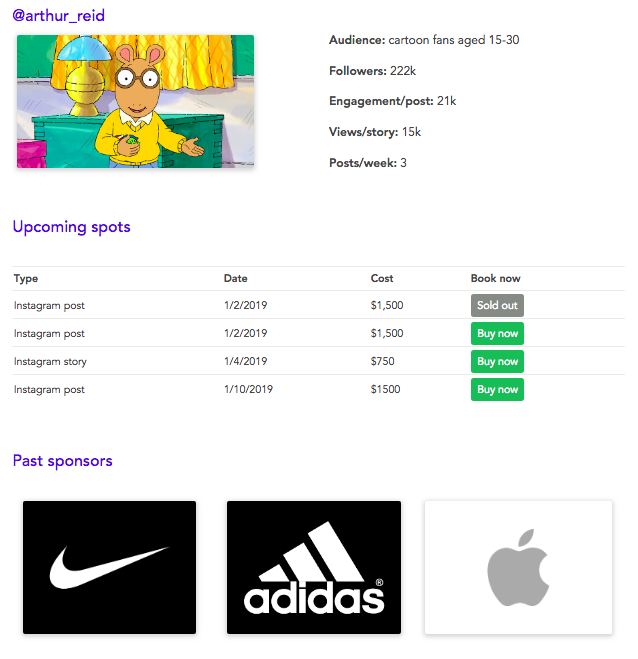 @arthur_reid
Audience: cartoon fans aged 15-30
Followers: 222k
Engagement/post: 21k
Views/story: 15k
Posts/week: 3
Upcoming spots
Type Date Cost Book now
Instagram post 1/2/2019 $1,500 Sold out
Instagram post 1/2/2019 $1,500 Buy now
Instagram story 1/4/2019 $750 Buy now
Instagram post 1/10/2019 $1500 Buy now
Past sponsors
adidas®